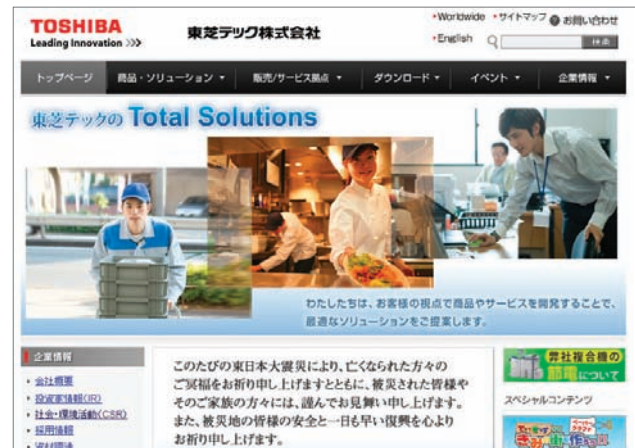 TOSHIBA
Leading Innovation >>>
東芝テック株式会社
Worldwide サイトマップ お問い合わせ
English
検索
トップページ 商品・ソリューション 販売/サービス拠点 ダウンロード イベント 企業情報
東芝テックの Total Solutions
わたしたちは、お客様の視点で商品やサービスを開発することで、
最適なソリューションをご提案します。
企業情報
会社概要
投資家情報(IR)
社会・環境活動(CSR)
採用情報
資材調達
このたびの東日本大震災により、亡くなられた方々の
ご冥福をお祈り申し上げますとともに、被災された皆様や
そのご家族の方々には、謹んでお見舞い申し上げます。
また、被災地の皆様の安全と一日も早い復興を心より
お祈り申し上げます。
弊社複合機の
節電について
スペシャルコンテンツ